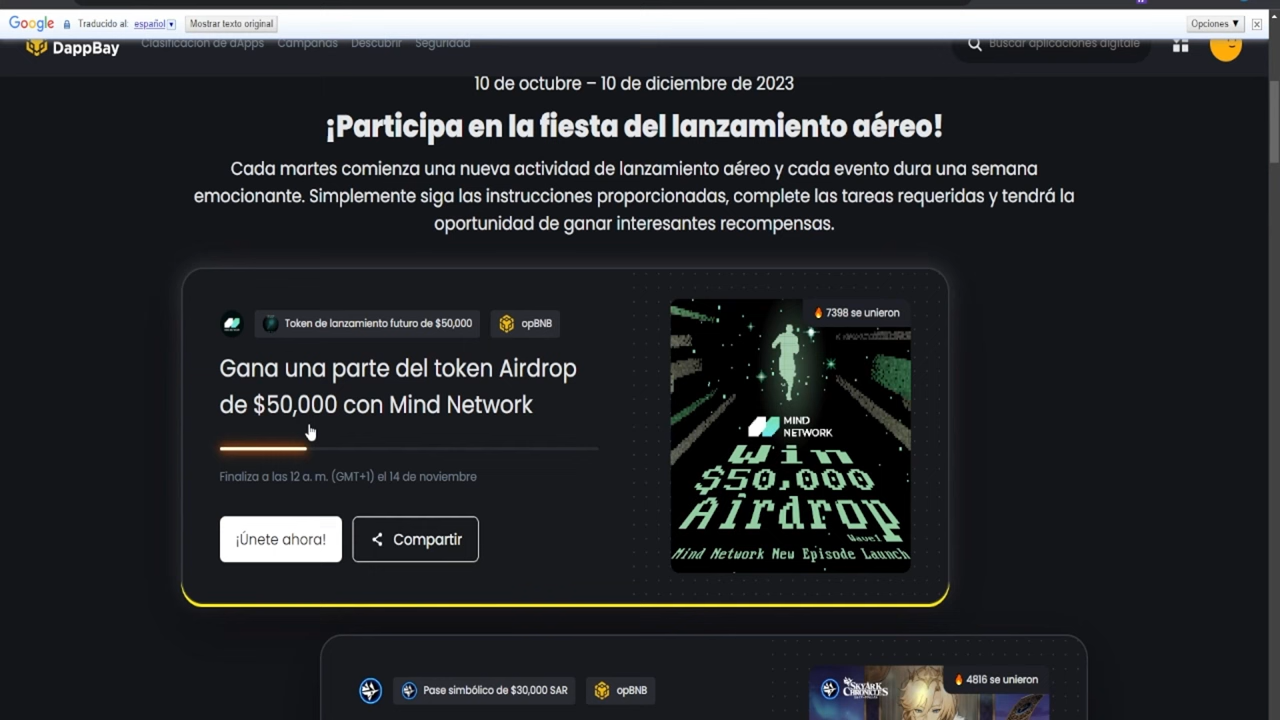 Google Traducido al: español Mostrar texto original Opciones ▼
DappBay Clasificación de dApps Campañas Descubrir Seguridad Buscar aplicaciones digitale
10 de octubre – 10 de diciembre de 2023
¡Participa en la fiesta del lanzamiento aéreo!
Cada martes comienza una nueva actividad de lanzamiento aéreo y cada evento dura una semana
emocionante. Simplemente siga las instrucciones proporcionadas, complete las tareas requeridas y tendrá la
oportunidad de ganar interesantes recompensas.
Token de lanzamiento futuro de $50,000 opBNB
Gana una parte del token Airdrop
de $50,000 con Mind Network
Finaliza a las 12 a. m. (GMT+1) el 14 de noviembre
¡Únete ahora! Compartir
7398 se unieron
MIND
NETWORK
Win
$50,000
Airdrop
Wave1
Mind Network New Episode Launch
Pase simbólico de $30,000 SAR opBNB
4816 se unieron
SKYARK
CHRONICLES